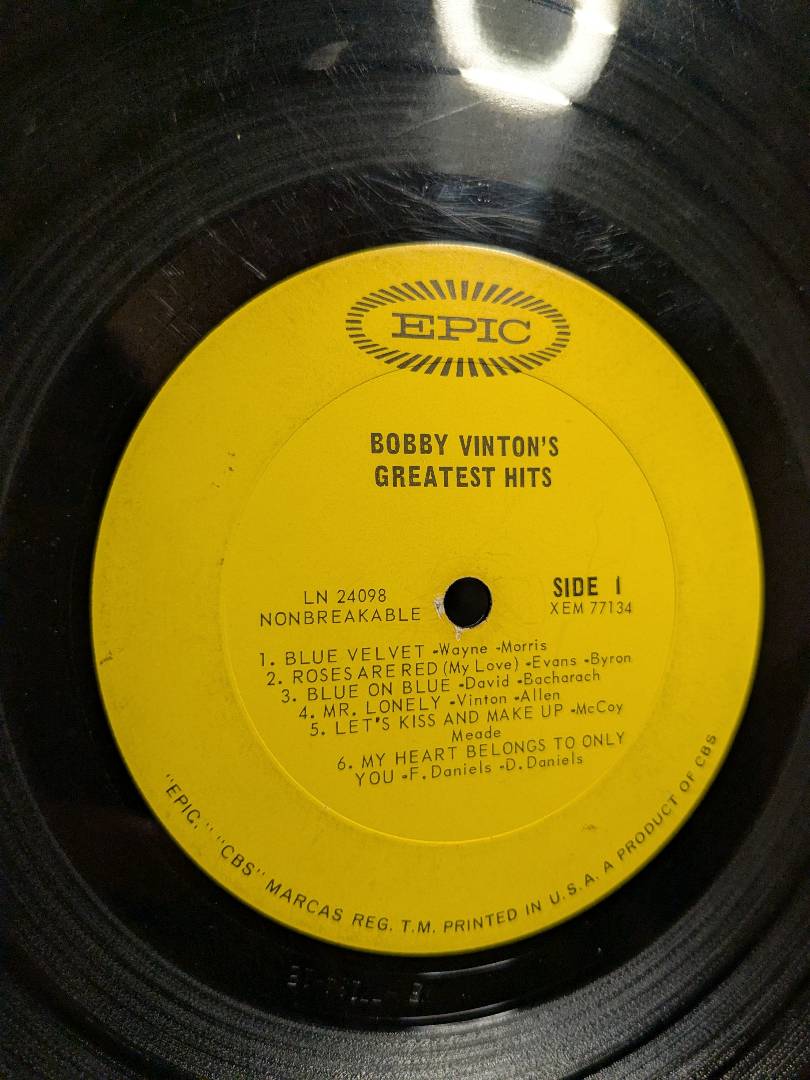 EPIC
BOBBY VINTON'S
GREATEST HITS
LN 24098
NONBREAKABLE
SIDE 1
XEM 77134
1. BLUE VELVET -Wayne -Morris
2. ROSES ARE RED (My Love) -Evans -Byron
3. BLUE ON BLUE -David -Bacharach
4. MR. LONELY -Vinton -Allen
5. LET'S KISS AND MAKE UP -McCoy
Meade
6. MY HEART BELONGS TO ONLY
YOU -F. Daniels -D. Daniels
"EPIC," "CBS" MARCAS REG. T.M. PRINTED IN U.S.A. A PRODUCT OF CBS